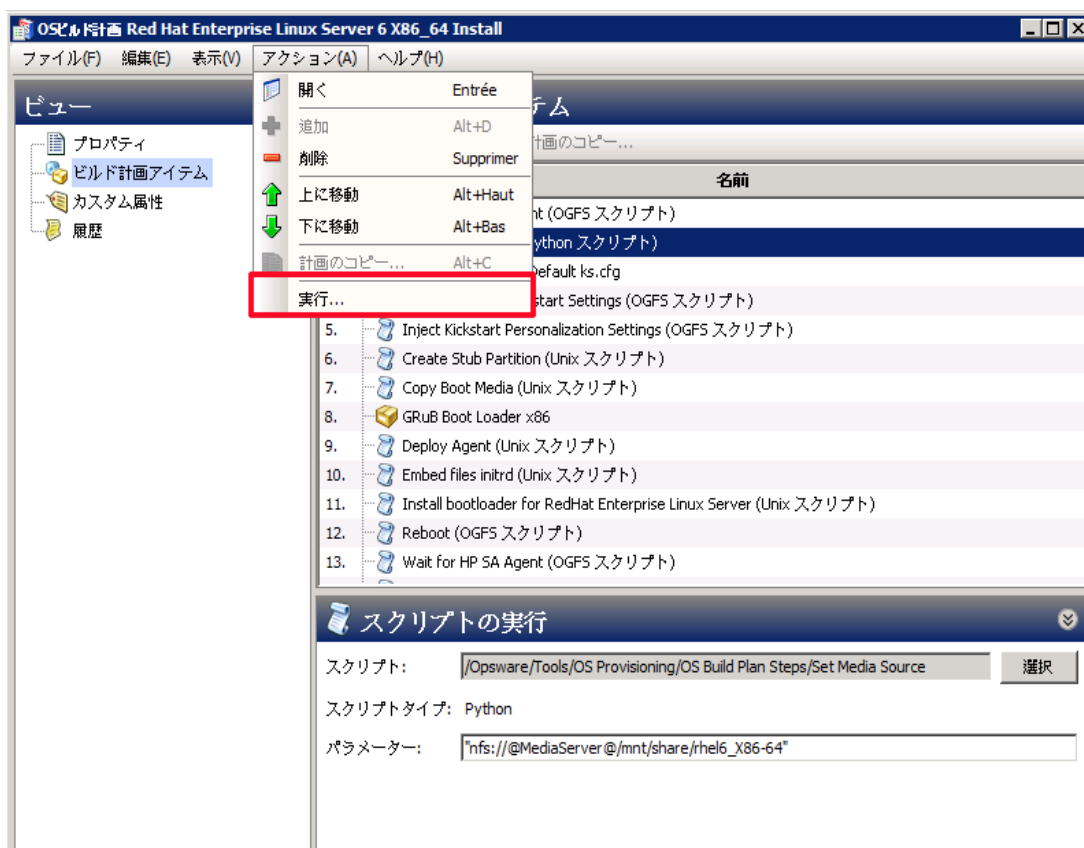 OSビルド計画 Red Hat Enterprise Linux Server 6 X86_64 Install
ファイル(F) 編集(E) 表示(V) アクション(A) ヘルプ(H)
ビュー
プロパティ
ビルド計画アイテム
カスタム属性
履歴
開く Entrée
追加 Alt+D
削除 Supprimer
上に移動 Alt+Haut
下に移動 Alt+Bas
計画のコピー... Alt+C
実行...
テム
計画のコピー...
名前
nt (OGFS スクリプト)
ython スクリプト)
Default ks.cfg
start Settings (OGFS スクリプト)
5. Inject Kickstart Personalization Settings (OGFS スクリプト)
6. Create Stub Partition (Unix スクリプト)
7. Copy Boot Media (Unix スクリプト)
8. GRuB Boot Loader x86
9. Deploy Agent (Unix スクリプト)
10. Embed files initrd (Unix スクリプト)
11. Install bootloader for RedHat Enterprise Linux Server (Unix スクリプト)
12. Reboot (OGFS スクリプト)
13. Wait for HP SA Agent (OGFS スクリプト)
スクリプトの実行
スクリプト: /Opsware/Tools/OS Provisioning/OS Build Plan Steps/Set Media Source 選択
スクリプトタイプ: Python
パラメーター: "nfs://@MediaServer@/mnt/share/rhel6_X86-64"